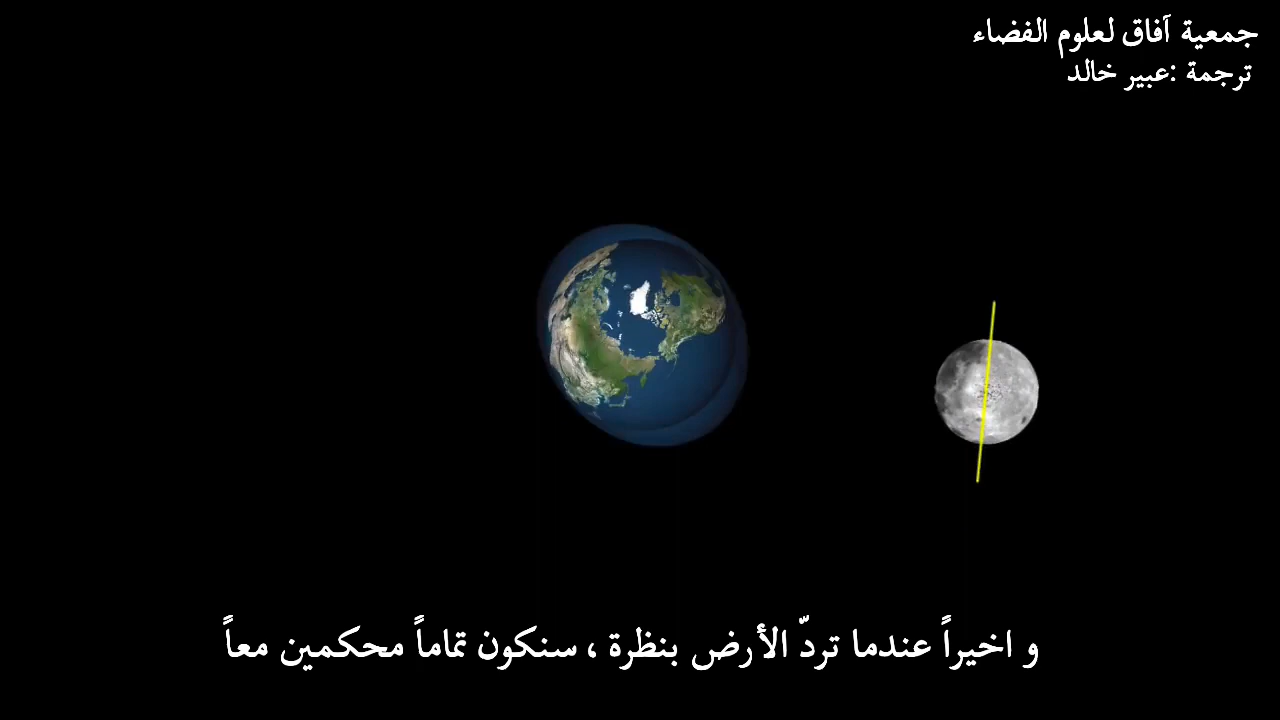 جمعية آفاق لعلوم الفضاء
ترجمة :عبير خالد
و اخيراً عندما تردّ الأرض بنظرة ، سنكون تماماً محكمين معاً